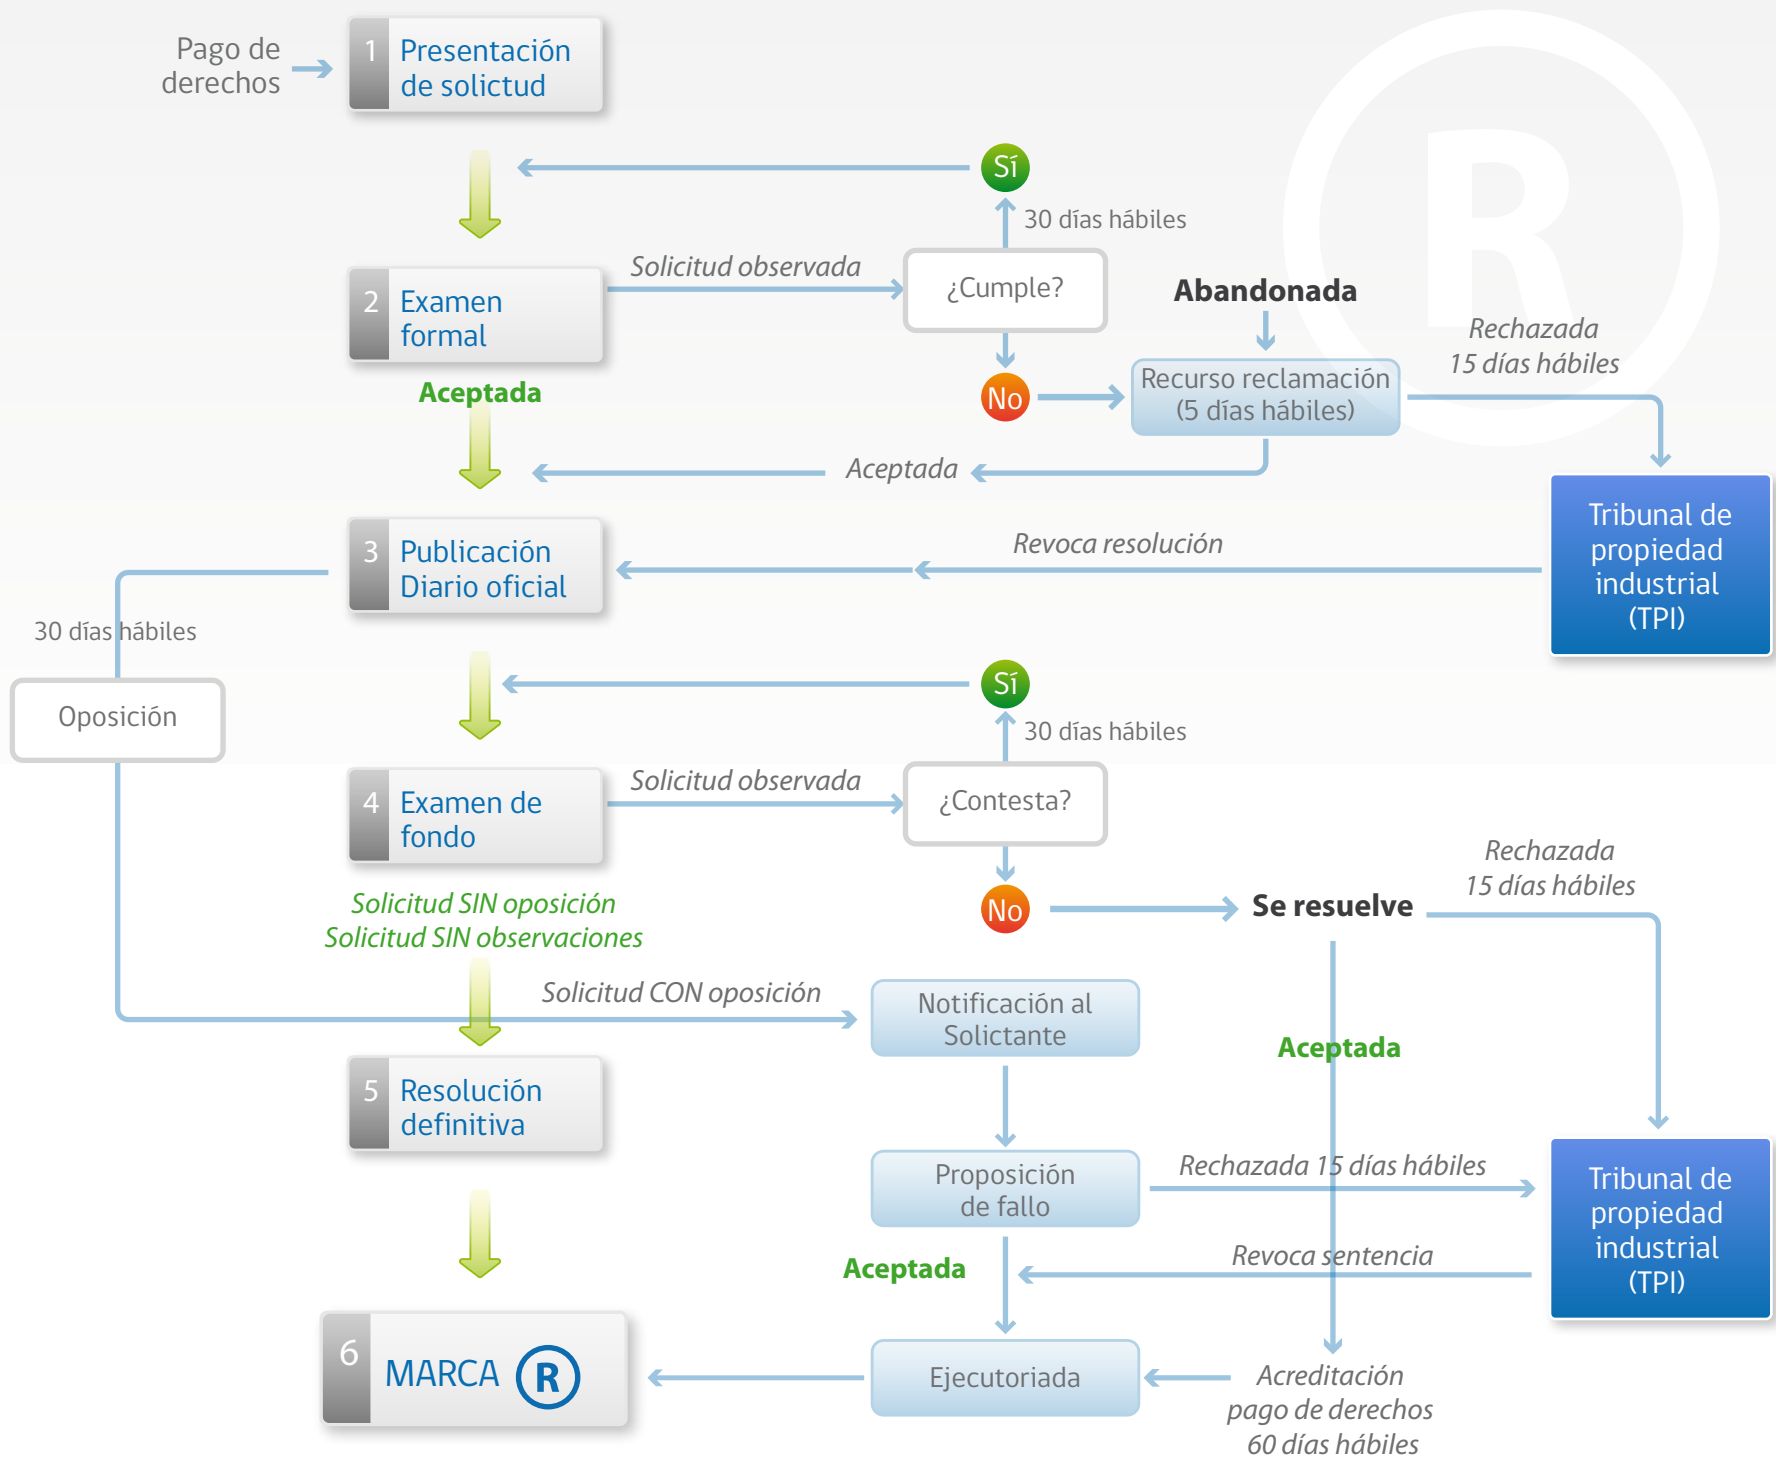 Pago de
derechos
1
Presentación
de solictud
Sí
30 días hábiles
Solicitud observada
¿Cumple?
2
Examen
formal
Abandonada
Rechazada
15 días hábiles
Aceptada
No
Recurso reclamación
(5 días hábiles)
Aceptada
R
Tribunal de
propiedad
industrial
(TPI)
Revoca resolución
3
Publicación
Diario oficial
30 días hábiles
Oposición
Sí
30 días hábiles
Solicitud observada
¿Contesta?
4
Examen de
fondo
Rechazada
15 días hábiles
No
Se resuelve
Solicitud SIN oposición
Solicitud SIN observaciones
Solicitud CON oposición
Notificación al
Solictante
Aceptada
5
Resolución
definitiva
Proposición
de fallo
Rechazada 15 días hábiles
Tribunal de
propiedad
industrial
(TPI)
Revoca sentencia
Aceptada
6
MARCA R
Ejecutoriada
Acreditación
pago de derechos
60 días hábiles